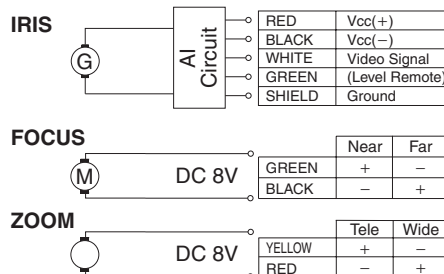 IRIS
G
AI
Circuit
RED Vcc(+)
BLACK Vcc(−)
WHITE Video Signal
GREEN (Level Remote)
SHIELD Ground
FOCUS
M
DC 8V
Near Far
GREEN + −
BLACK − +
ZOOM
DC 8V
Tele Wide
YELLOW + −
RED − +